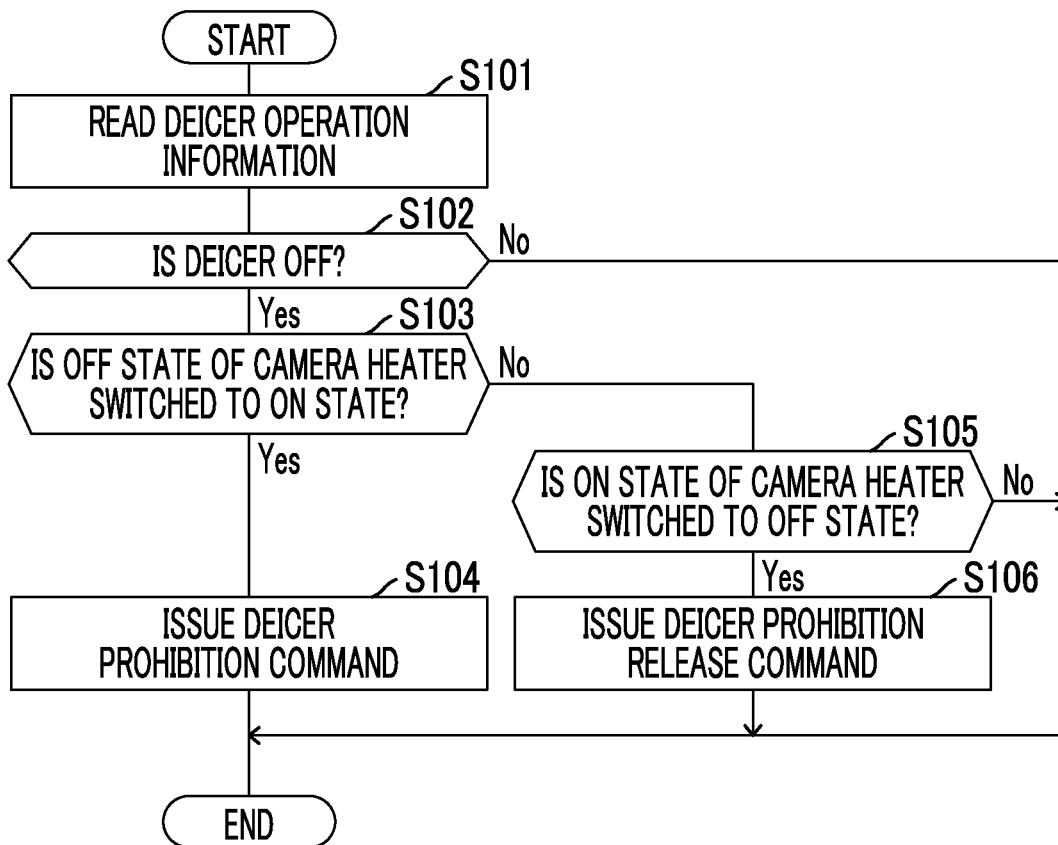 START
S101
READ DEICER OPERATION
INFORMATION
S102
IS DEICER OFF?
No
Yes
S103
IS OFF STATE OF CAMERA HEATER
SWITCHED TO ON STATE?
No
Yes
S105
IS ON STATE OF CAMERA HEATER
SWITCHED TO OFF STATE?
No
Yes
S104
ISSUE DEICER
PROHIBITION COMMAND
S106
ISSUE DEICER PROHIBITION
RELEASE COMMAND
END